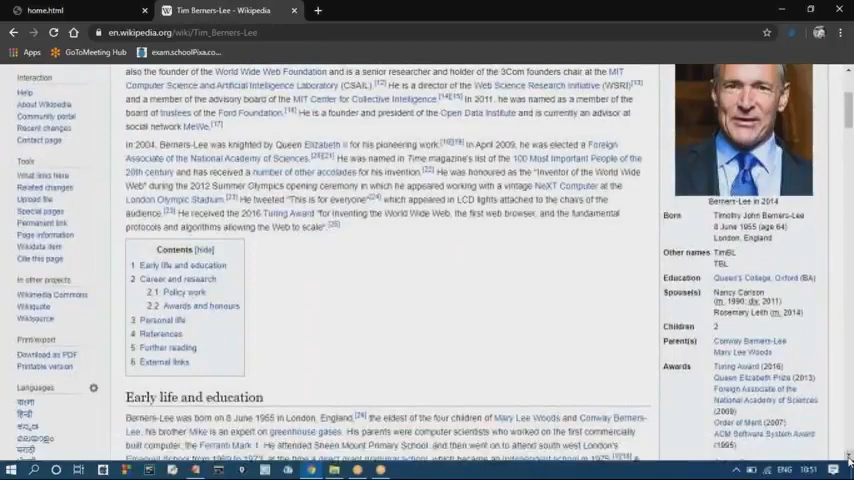 home.html
Tim Berners-Lee - Wikipedia
en.wikipedia.org/wiki/Tim_Berners-Lee
Apps
GoToMeeting Hub
exam.schoolPixa.co...
Interaction
Help
About Wikipedia
Community portal
Recent changes
Contact page
Tools
What links here
Related changes
Upload file
Special pages
Permanent link
Page information
Wikidata item
Cite this page
In other projects
Wikimedia Commons
Wikiquote
Wikisource
Print/export
Download as PDF
Printable version
Languages
বাংলা
हिन्दी
ಕನ್ನಡ
മലയാളം
मराठी
also the founder of the World Wide Web Foundation and is a senior researcher and holder of the 3Com founders chair at the MIT
Computer Science and Artificial Intelligence Laboratory (CSAIL).[12] He is a director of the Web Science Research Initiative (WSRI)[13]
and a member of the advisory board of the MIT Center for Collective Intelligence.[14][15] In 2011, he was named as a member of the
board of trustees of the Ford Foundation.[16] He is a founder and president of the Open Data Institute and is currently an advisor at
social network MeWe.[17]
In 2004, Berners-Lee was knighted by Queen Elizabeth II for his pioneering work.[18][19] In April 2009, he was elected a Foreign
Associate of the National Academy of Sciences.[20][21] He was named in Time magazine's list of the 100 Most Important People of the
20th century and has received a number of other accolades for his invention.[22] He was honoured as the "Inventor of the World Wide
Web" during the 2012 Summer Olympics opening ceremony in which he appeared working with a vintage NeXT Computer at the
London Olympic Stadium.[23] He tweeted "This is for everyone"[24] which appeared in LCD lights attached to the chairs of the
audience.[23] He received the 2016 Turing Award "for inventing the World Wide Web, the first web browser, and the fundamental
protocols and algorithms allowing the Web to scale".[25]
Contents [hide]
1 Early life and education
2 Career and research
2.1 Policy work
2.2 Awards and honours
3 Personal life
4 References
5 Further reading
6 External links
Early life and education
Berners-Lee was born on 8 June 1955 in London, England,[26] the eldest of the four children of Mary Lee Woods and Conway Berners-
Lee, his brother Mike is an expert on greenhouse gases. His parents were computer scientists who worked on the first commercially
built computer, the Ferranti Mark 1. He attended Sheen Mount Primary School, and then went on to attend south west London's
Emanuel School from 1969 to 1973, at the time a direct grant grammar school, which became an independent school in 1975.
Berners-Lee in 2014
Born Timothy John Berners-Lee
8 June 1955 (age 64)
London, England
Other names TimBL
TBL
Education Queen's College, Oxford (BA)
Spouse(s) Nancy Carlson
(m. 1990; div. 2011)
Rosemary Leith (m. 2014)
Children 2
Parent(s) Conway Berners-Lee
Mary Lee Woods
Awards Turing Award (2016)
Queen Elizabeth Prize (2013)
Foreign Associate of the
National Academy of Sciences
(2009)
Order of Merit (2007)
ACM Software System Award
(1995)
ENG
10:51